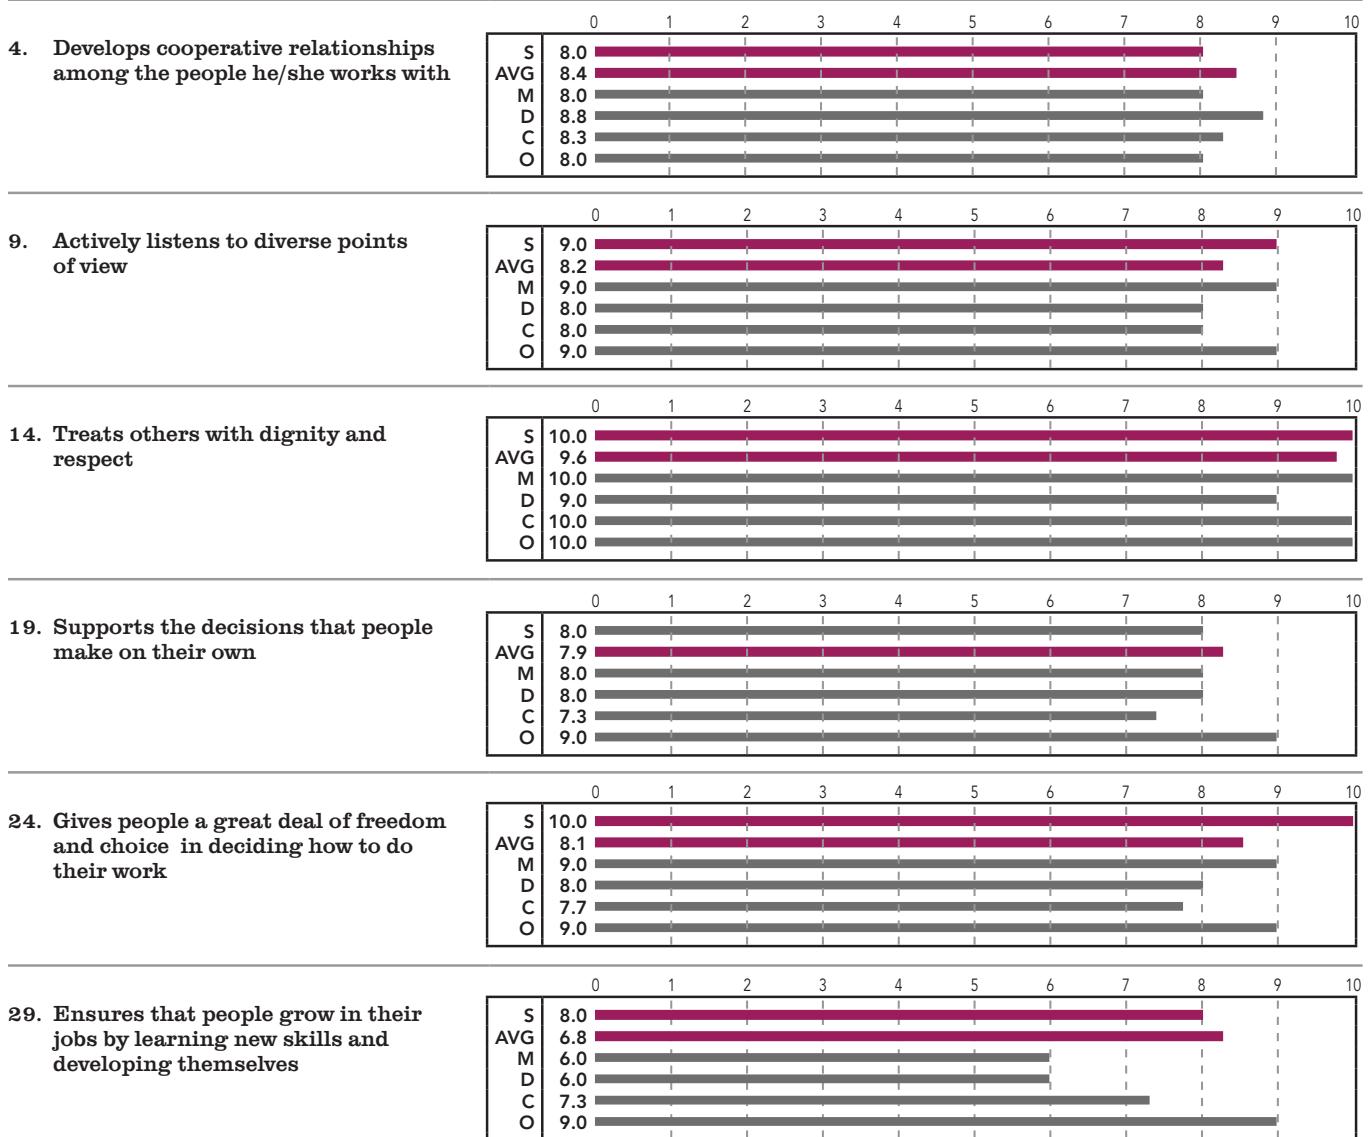 0 1 2 3 4 5 6 7 8 9 10
4. Develops cooperative relationships
among the people he/she works with
S 8.0
AVG 8.4
M 8.0
D 8.8
C 8.3
O 8.0
0 1 2 3 4 5 6 7 8 9 10
9. Actively listens to diverse points
of view
S 9.0
AVG 8.2
M 9.0
D 8.0
C 8.0
O 9.0
0 1 2 3 4 5 6 7 8 9 10
14. Treats others with dignity and
respect
S 10.0
AVG 9.6
M 10.0
D 9.0
C 10.0
O 10.0
0 1 2 3 4 5 6 7 8 9 10
19. Supports the decisions that people
make on their own
S 8.0
AVG 7.9
M 8.0
D 8.0
C 7.3
O 9.0
0 1 2 3 4 5 6 7 8 9 10
24. Gives people a great deal of freedom
and choice in deciding how to do
their work
S 10.0
AVG 8.1
M 9.0
D 8.0
C 7.7
O 9.0
0 1 2 3 4 5 6 7 8 9 10
29. Ensures that people grow in their
jobs by learning new skills and
developing themselves
S 8.0
AVG 6.8
M 6.0
D 6.0
C 7.3
O 9.0